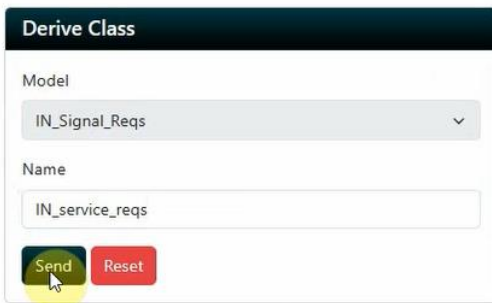 Derive Class
Model
IN_Signal_Reqs
Name
IN_service_reqs
Send Reset